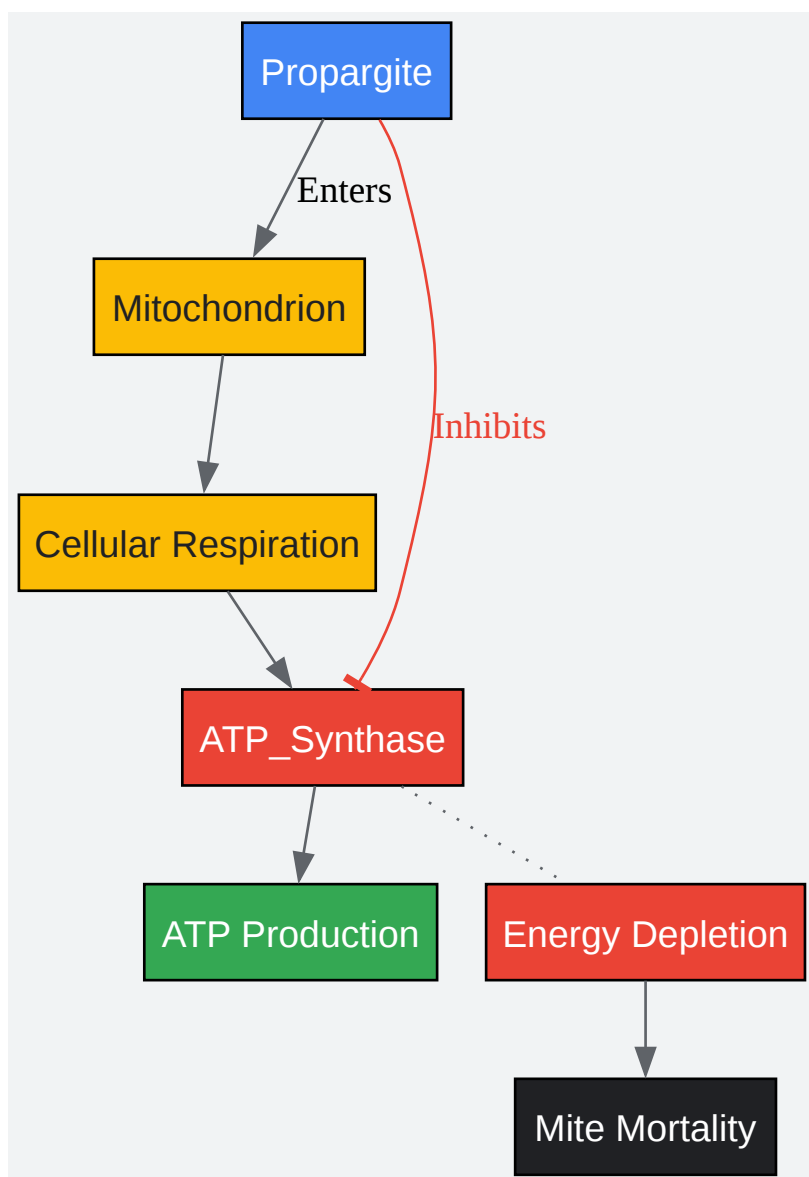 Propargite
Enters
Mitochondrion
Inhibits
Cellular Respiration
ATP_Synthase
ATP Production
Energy Depletion
Mite Mortality